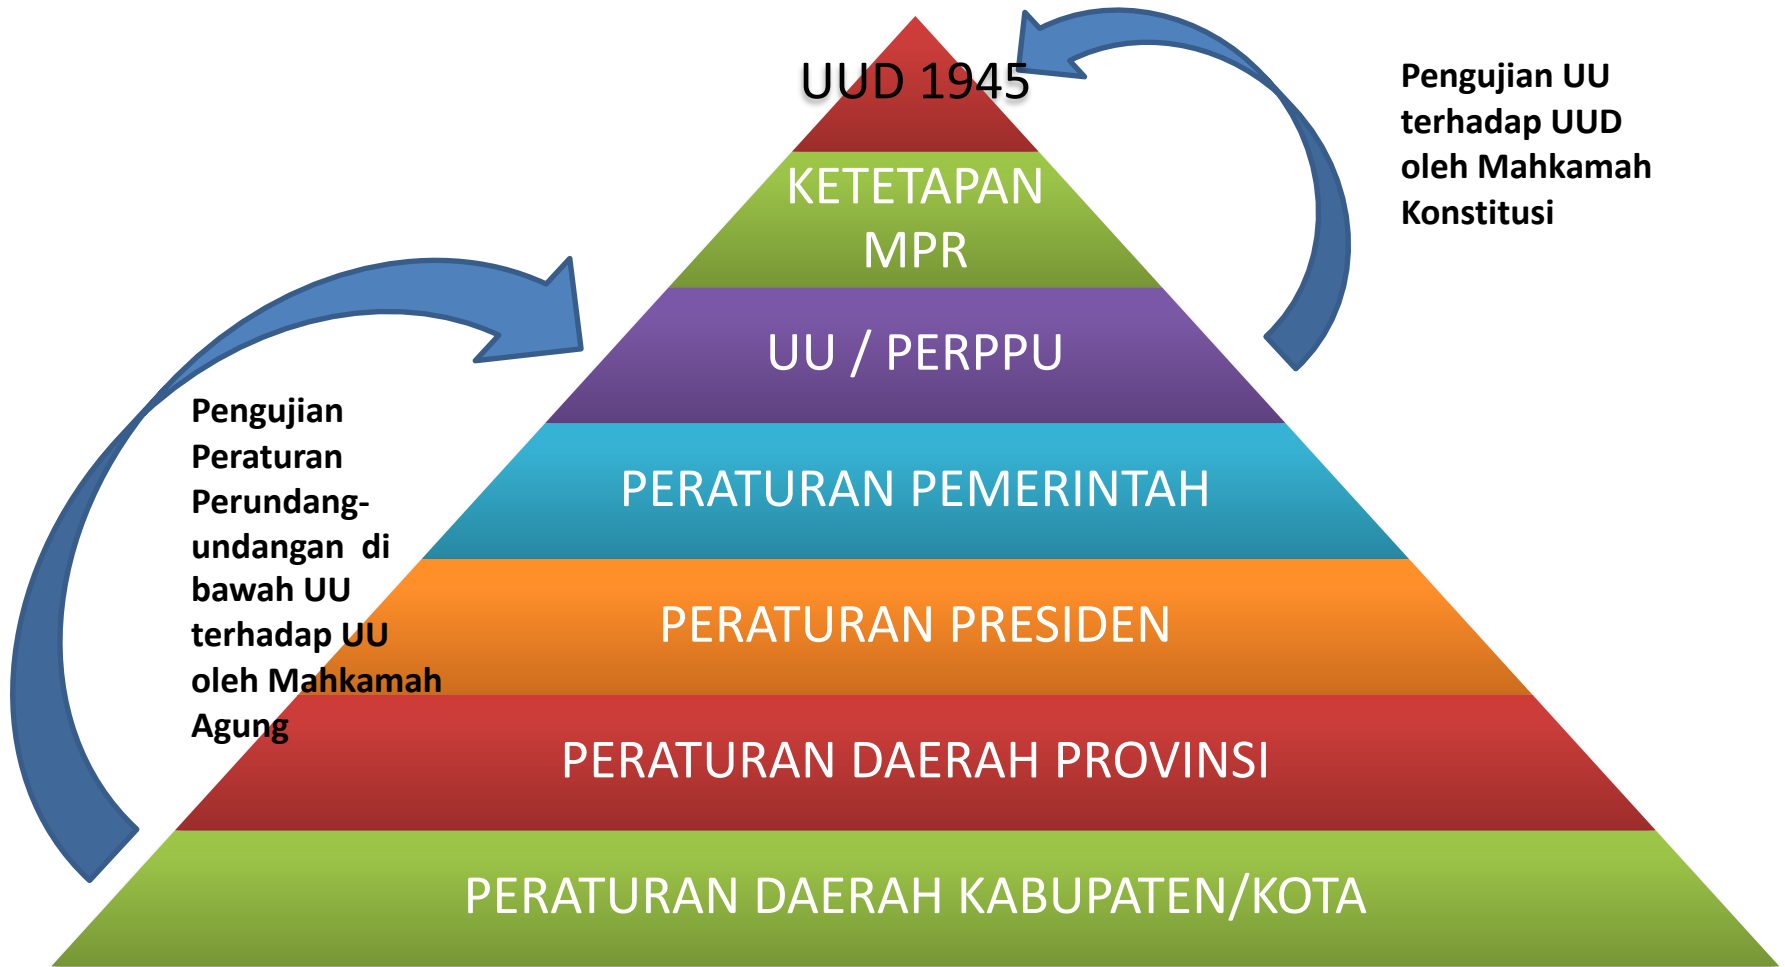 UUD 1945
Pengujian UU
terhadap UUD
oleh Mahkamah
Konstitusi
KETETAPAN
MPR
UU / PERPPU
Pengujian
Peraturan
Perundang-
undangan  di
bawah UU
terhadap UU
oleh Mahkamah
Agung
PERATURAN PEMERINTAH
PERATURAN PRESIDEN
PERATURAN DAERAH PROVINSI
PERATURAN DAERAH KABUPATEN/KOTA